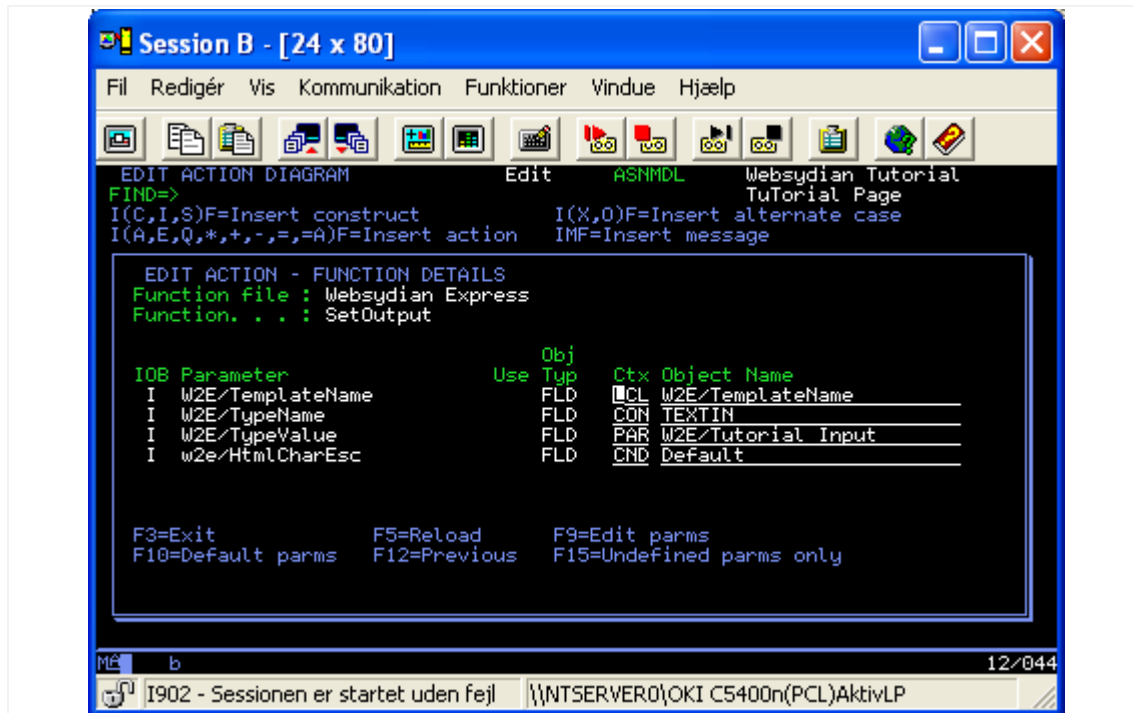 Session B - [24 x 80]
Fil Redigér Vis Kommunikation Funktioner Vindue Hjælp
EDIT ACTION DIAGRAM Edit ASNMDL Websydian Tutorial
FIND=> TuTorial Page
I(C,I,S)F=Insert construct I(X,O)F=Insert alternate case
I(A,E,Q,*,+,-,=,=A)F=Insert action IMF=Insert message
EDIT ACTION - FUNCTION DETAILS
Function file : Websydian Express
Function. . . : SetOutput
Obj
IOB Parameter Use Typ Ctx Object Name
I W2E/TemplateName FLD LCL W2E/TemplateName
I W2E/TypeName FLD CON TEXTIN
I W2E/TypeValue FLD PAR W2E/Tutorial Input
I w2e/HtmlCharEsc FLD CND Default
F3=Exit F5=Reload F9=Edit parms
F10=Default parms F12=Previous F15=Undefined parms only
b 12/044
I902 - Sessionen er startet uden fejl \\NTSERVER0\OKI C5400n(PCL)AktivLP